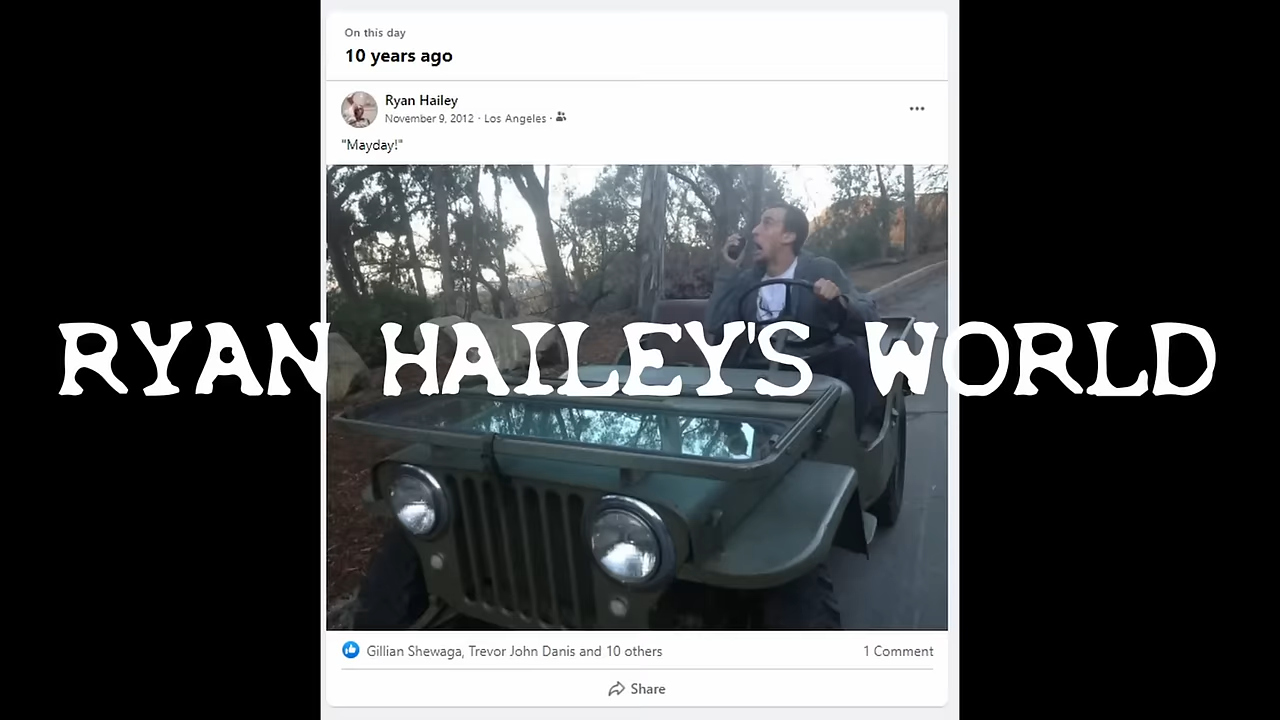 On this day
10 years ago
Ryan Hailey
November 9, 2012 · Los Angeles ·
"Mayday!"
RYAN HAILEY'S WORLD
Gillian Shewaga, Trevor John Danis and 10 others 1 Comment
Share